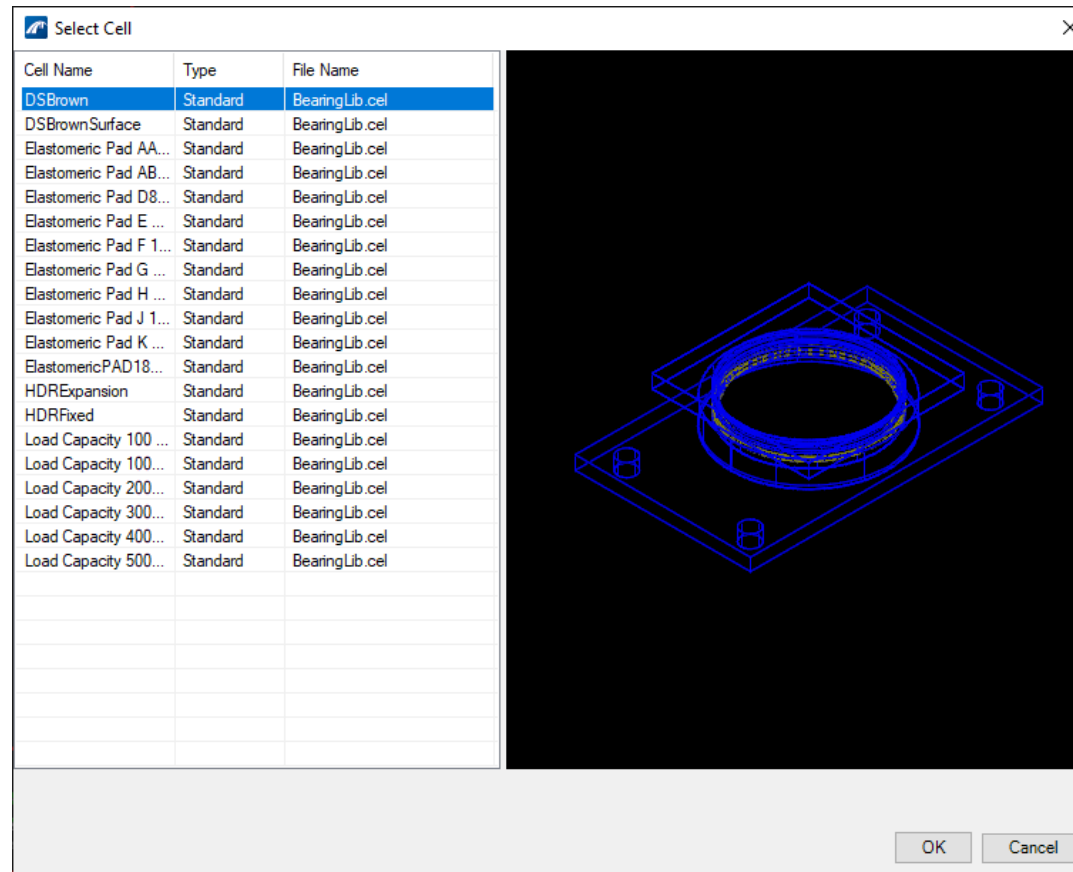 Select Cell
Cell Name Type File Name
DSBrown Standard BearingLib.cel
DSBrownSurface Standard BearingLib.cel
Elastomeric Pad AA... Standard BearingLib.cel
Elastomeric Pad AB... Standard BearingLib.cel
Elastomeric Pad D8... Standard BearingLib.cel
Elastomeric Pad E ... Standard BearingLib.cel
Elastomeric Pad F 1... Standard BearingLib.cel
Elastomeric Pad G ... Standard BearingLib.cel
Elastomeric Pad H ... Standard BearingLib.cel
Elastomeric Pad J 1... Standard BearingLib.cel
Elastomeric Pad K ... Standard BearingLib.cel
ElastomericPAD18... Standard BearingLib.cel
HDRExpansion Standard BearingLib.cel
HDRFixed Standard BearingLib.cel
Load Capacity 100 ... Standard BearingLib.cel
Load Capacity 100... Standard BearingLib.cel
Load Capacity 200... Standard BearingLib.cel
Load Capacity 300... Standard BearingLib.cel
Load Capacity 400... Standard BearingLib.cel
Load Capacity 500... Standard BearingLib.cel
OK Cancel